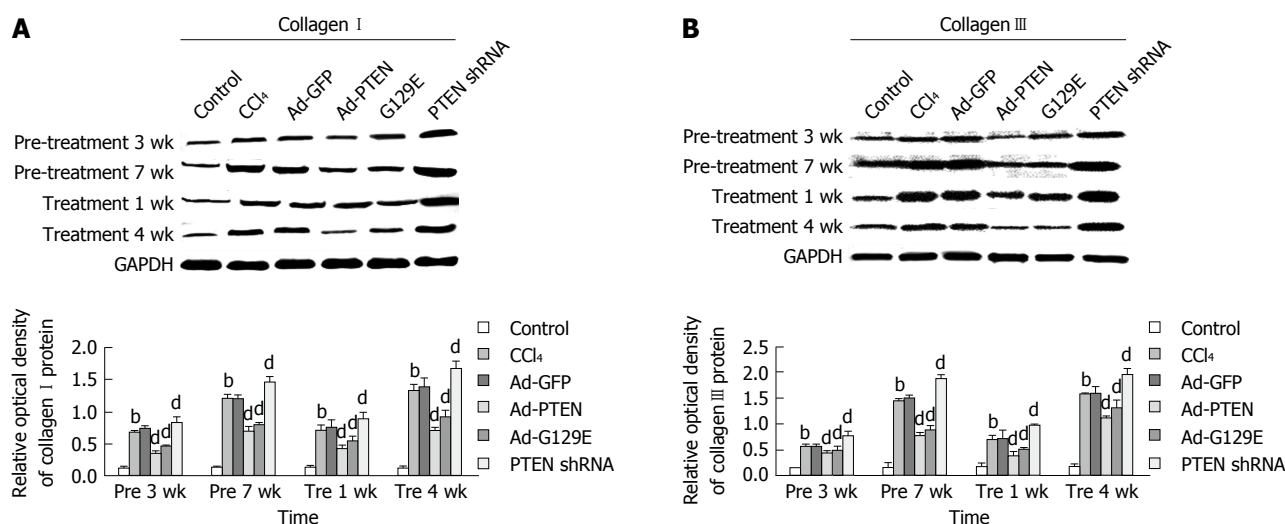 A
Collagen Ⅰ
Control
CCl₄
Ad-GFP
Ad-PTEN
G129E
PTEN shRNA
Pre-treatment 3 wk
Pre-treatment 7 wk
Treatment 1 wk
Treatment 4 wk
GAPDH
Relative optical density
of collagen Ⅰ protein
2.0
1.5
1.0
0.5
0.0
b
d
d
d
b
d
d
d
b
d
d
d
b
d
d
d
Pre 3 wk
Pre 7 wk
Tre 1 wk
Tre 4 wk
Time
Control
CCl₄
Ad-GFP
Ad-PTEN
Ad-G129E
PTEN shRNA
B
Collagen Ⅲ
Control
CCl₄
Ad-GFP
Ad-PTEN
G129E
PTEN shRNA
Pre-treatment 3 wk
Pre-treatment 7 wk
Treatment 1 wk
Treatment 4 wk
GAPDH
Relative optical density
of collagen Ⅲ protein
2.5
2.0
1.5
1.0
0.5
0.0
b
d
d
d
b
d
d
d
b
d
d
d
b
d
d
d
Pre 3 wk
Pre 7 wk
Tre 1 wk
Tre 4 wk
Time
Control
CCl₄
Ad-GFP
Ad-PTEN
Ad-G129E
PTEN shRNA